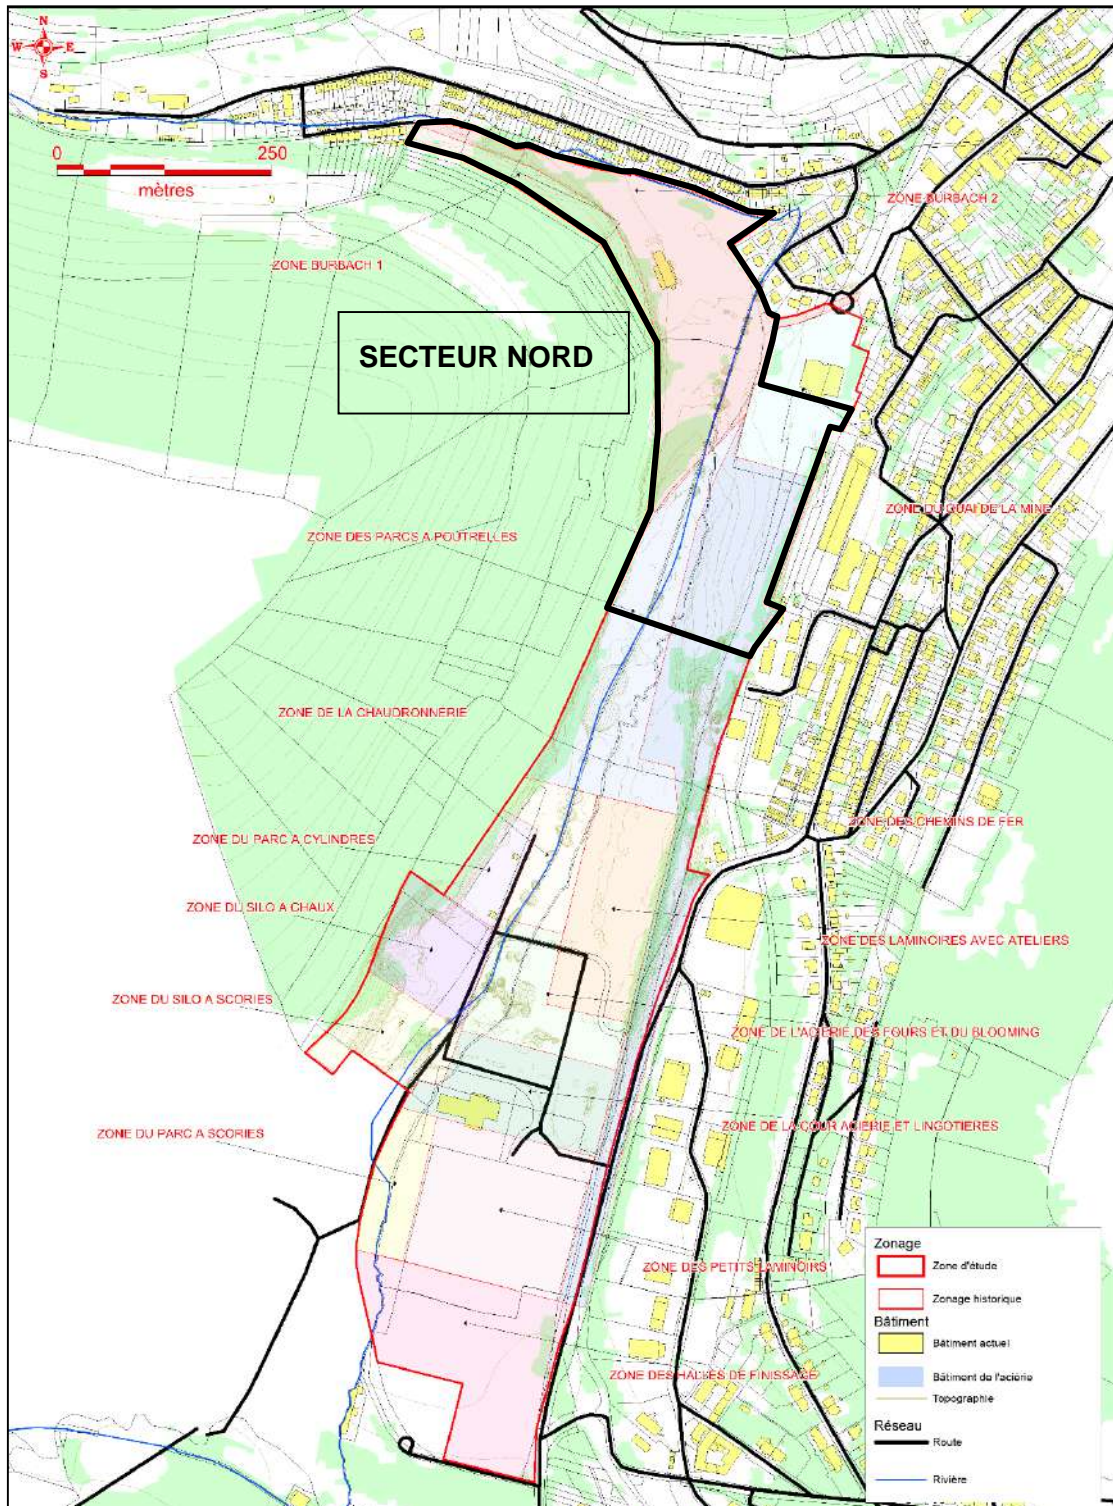 N
W E
S
0 250
mètres
ZONE BURBACH 2
ZONE BURBACH 1
SECTEUR NORD
ZONE DU QUAI DE LA MINE
ZONE DES PARCS A POUTRELLES
ZONE DE LA CHAUDRONNERIE
ZONE DES CHEMINS DE FER
ZONE DU PARC A CYLINDRES
ZONE DU SILO A CHAUX
ZONE DES LAMINOIRES AVEC ATELIERS
ZONE DU SILO A SCORIES
ZONE DE L'ACIERIE DES FOURS ET DU BLOOMING
ZONE DE LA COUR ACIERIE ET LINGOTIERES
ZONE DU PARC A SCORIES
ZONE DES PETITS LAMINOIRS
ZONE DES HALLES DE FINISSAGE
Zonage
Zone d'étude
Zonage historique
Bâtiment
Bâtiment actuel
Bâtiment de l'aciérie
Topographie
Réseau
Route
Rivière